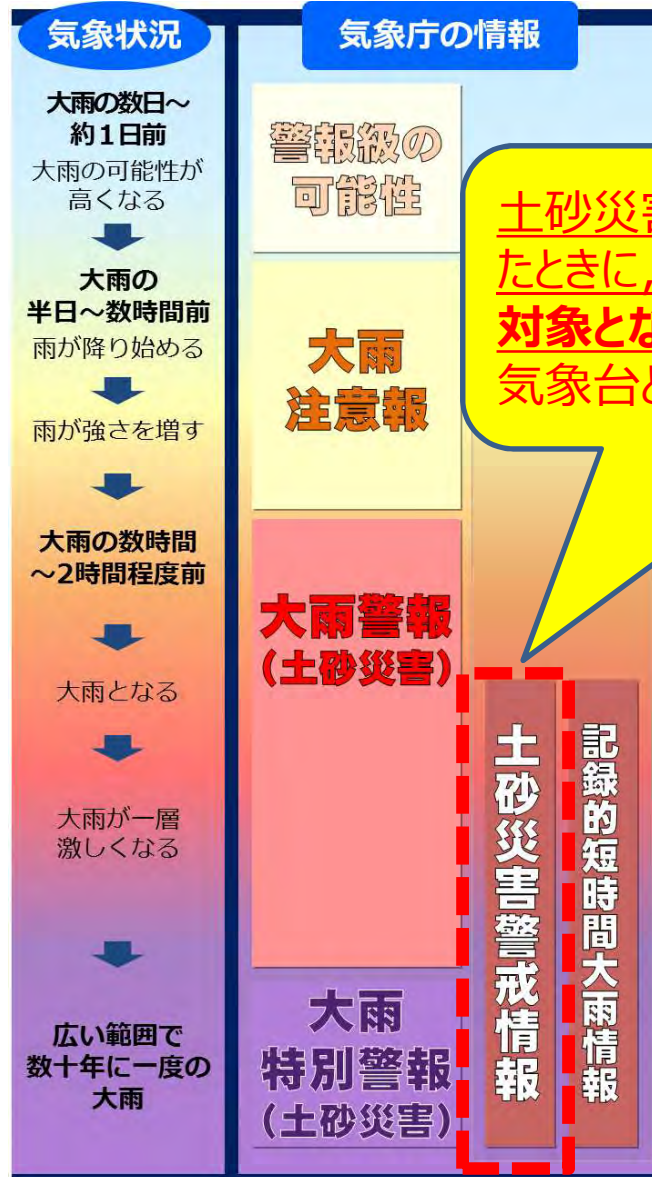 気象状況
気象庁の情報
大雨の数日～
約１日前
大雨の可能性が
高くなる
大雨の
半日～数時間前
雨が降り始める
雨が強さを増す
大雨の数時間
～2時間程度前
大雨となる
大雨が一層
激しくなる
広い範囲で
数十年に一度の
大雨
警報級の
可能性
大雨
注意報
大雨警報
（土砂災害）
大雨
特別警報
（土砂災害）
土砂災害
たときに，
対象とな
気象台と
土砂災害警戒情報
記録的短時間大雨情報